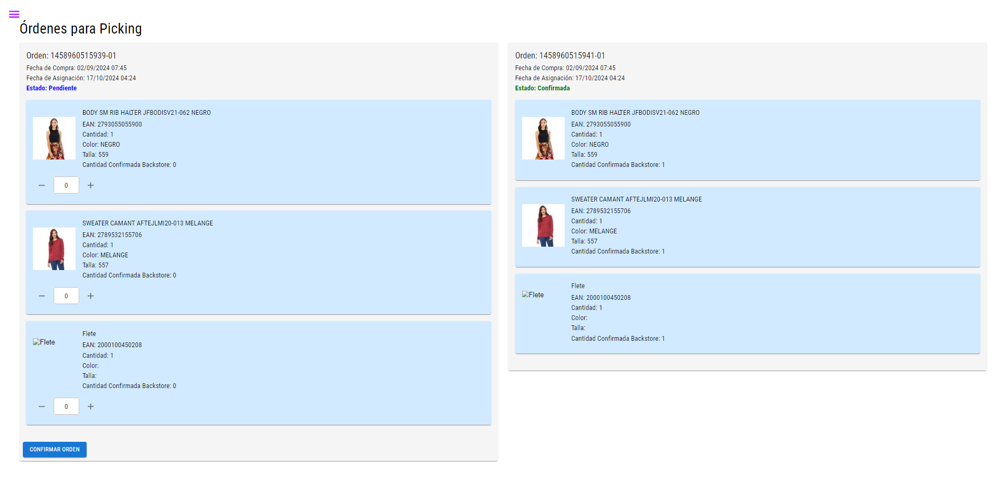 Órdenes para Picking
Orden: 1458960515939-01
Fecha de Compra: 02/09/2024 07:45
Fecha de Asignación: 17/10/2024 04:24
Estado: Pendiente
BODY SM RIB HALTER JFBODISV21-062 NEGRO
EAN: 2793055055900
Cantidad: 1
Color: NEGRO
Talla: 559
Cantidad Confirmada Backstore: 0
0
SWEATER CAMANT AFTEJLMI20-013 MELANGE
EAN: 2789532155706
Cantidad: 1
Color: MELANGE
Talla: 557
Cantidad Confirmada Backstore: 0
0
Flete
Flete
EAN: 2000100450208
Cantidad: 1
Color:
Talla:
Cantidad Confirmada Backstore: 0
0
CONFIRMAR ORDEN
Orden: 1458960515941-01
Fecha de Compra: 02/09/2024 07:45
Fecha de Asignación: 17/10/2024 04:24
Estado: Confirmada
BODY SM RIB HALTER JFBODISV21-062 NEGRO
EAN: 2793055055900
Cantidad: 1
Color: NEGRO
Talla: 559
Cantidad Confirmada Backstore: 1
SWEATER CAMANT AFTEJLMI20-013 MELANGE
EAN: 2789532155706
Cantidad: 1
Color: MELANGE
Talla: 557
Cantidad Confirmada Backstore: 1
Flete
Flete
EAN: 2000100450208
Cantidad: 1
Color:
Talla:
Cantidad Confirmada Backstore: 1